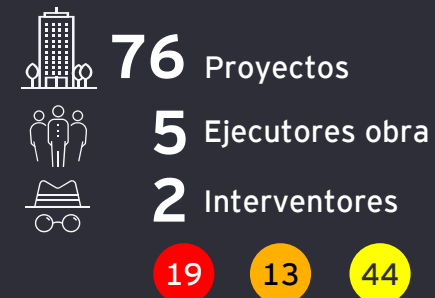 76 Proyectos
5 Ejecutores obra
2 Interventores
19 13 44